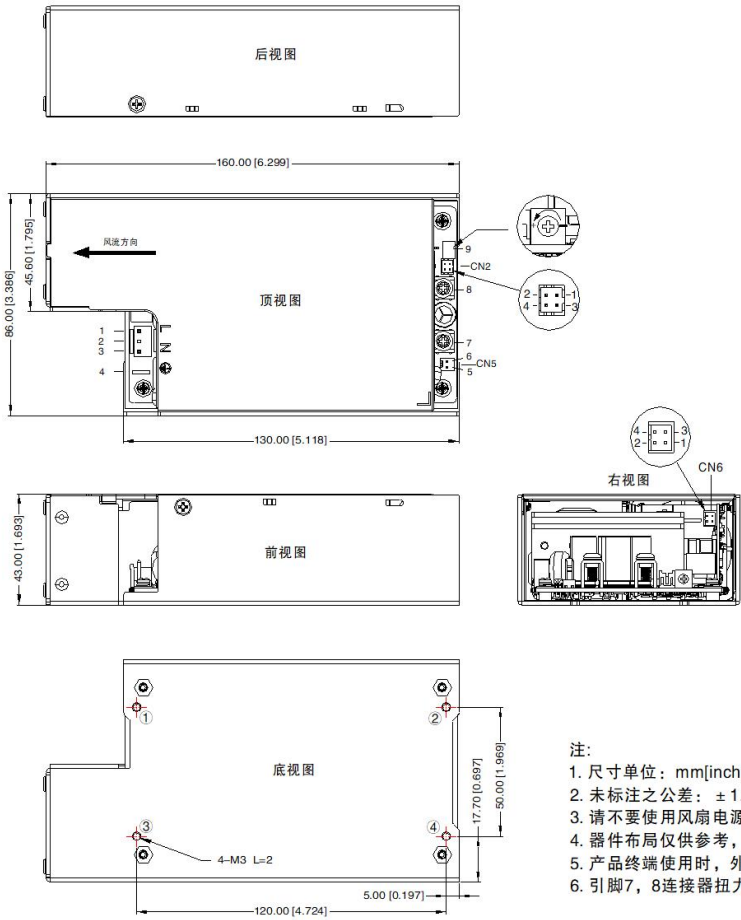 后视图
160.00 [6.299]
86.00 [3.386]
45.60 [1.795]
风流方向
顶视图
1
2
3
4
L
N
9
CN2
8
7
6
CN5
5
2
1
4
3
130.00 [5.118]
43.00 [1.693]
前视图
右视图
4
3
2
1
CN6
底视图
①
②
③
④
4-M3 L=2
17.70 [0.697]
50.00 [1.969]
5.00 [0.197]
120.00 [4.724]
注:
1. 尺寸单位：mm[inch
2. 未标注之公差：±1
3. 请不要使用风扇电源
4. 器件布局仅供参考，
5. 产品终端使用时，外
6. 引脚7，8连接器扭力